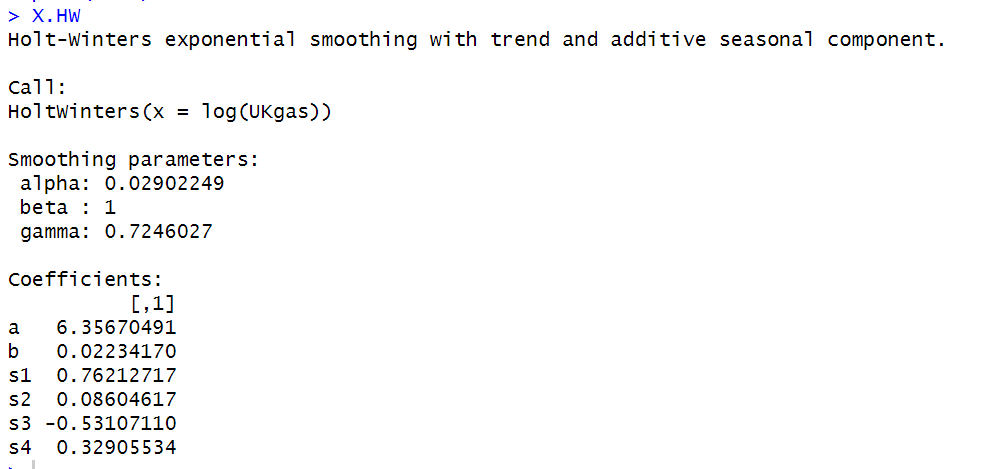 > X.HW
Holt-Winters exponential smoothing with trend and additive seasonal component.
Call:
HoltWinters(x = log(UKgas))
Smoothing parameters:
alpha: 0.02902249
beta : 1
gamma: 0.7246027
Coefficients:
[,1]
a 6.35670491
b 0.02234170
s1 0.76212717
s2 0.08604617
s3 -0.53107110
s4 0.32905534